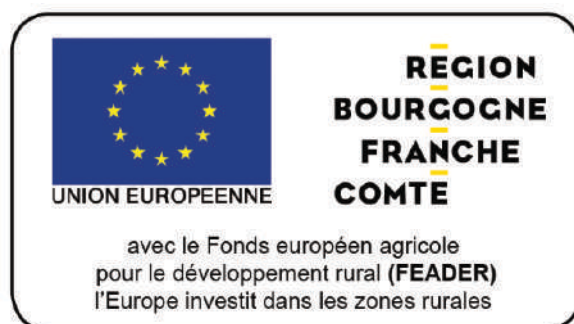 UNION EUROPEENNE
REGION
BOURGOGNE
FRANCHE
COMTE
avec le Fonds européen agricole
pour le développement rural (FEADER)
l'Europe investit dans les zones rurales